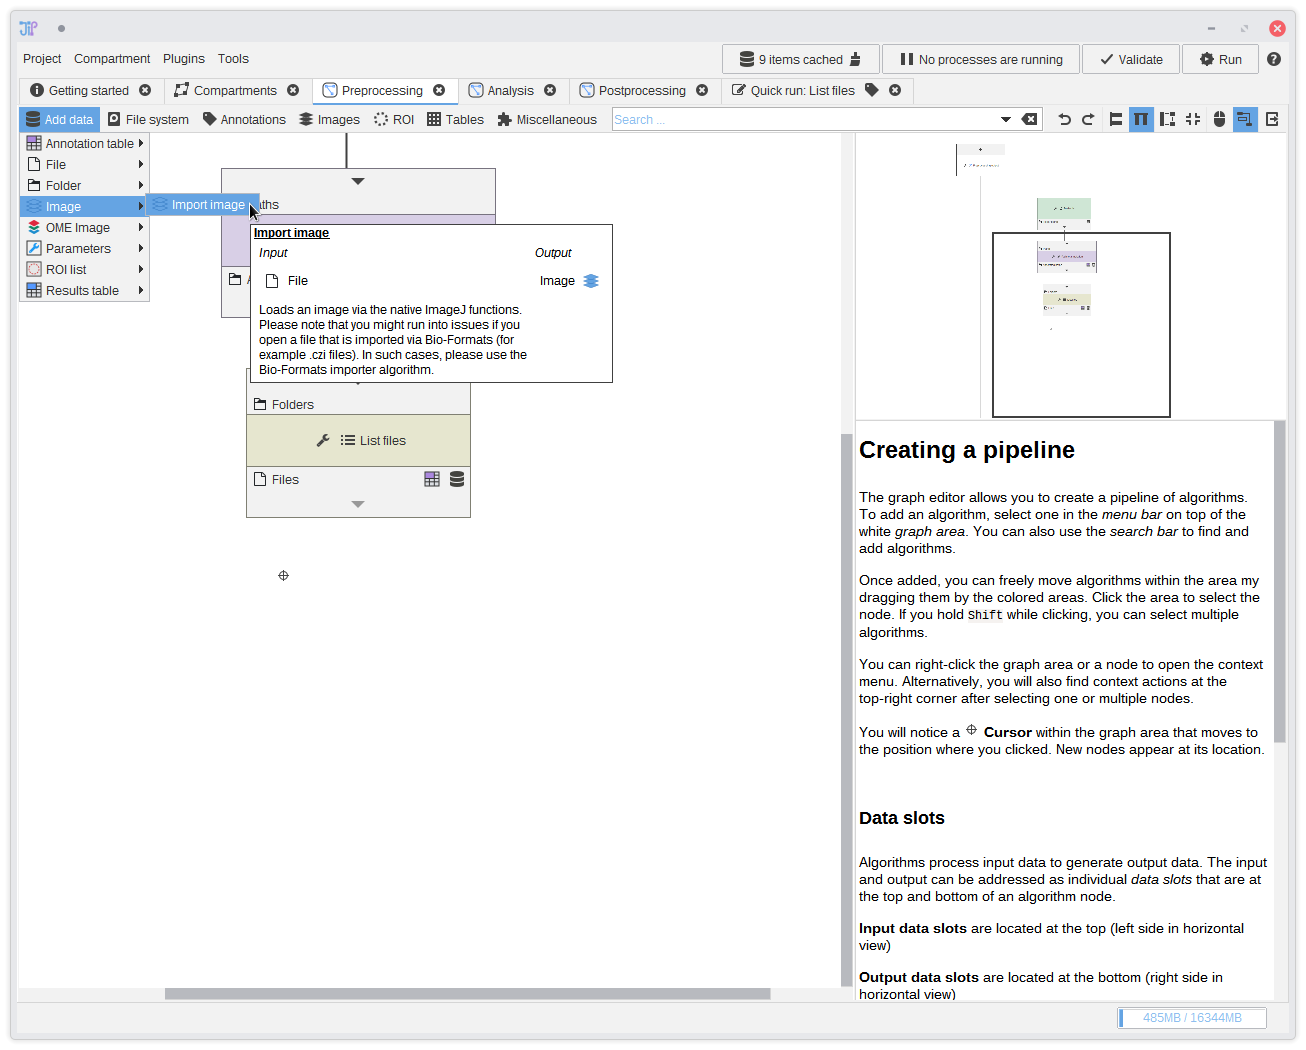 JIP
Project Compartment Plugins Tools 9 items cached No processes are running Validate Run
Getting started Compartments Preprocessing Analysis Postprocessing Quick run: List files
Add data File system Annotations Images ROI Tables Miscellaneous Search ...
Annotation table
File
Folder
Image
Import image
OME Image
Parameters
ROI list
Results table
aths
Import image
Input Output
File Image
Loads an image via the native ImageJ functions.
Please note that you might run into issues if you
open a file that is imported via Bio-Formats (for
example .czi files). In such cases, please use the
Bio-Formats importer algorithm.
Folders
List files
Files
Creating a pipeline
The graph editor allows you to create a pipeline of algorithms.
To add an algorithm, select one in the menu bar on top of the
white graph area. You can also use the search bar to find and
add algorithms.
Once added, you can freely move algorithms within the area my
dragging them by the colored areas. Click the area to select the
node. If you hold Shift while clicking, you can select multiple
algorithms.
You can right-click the graph area or a node to open the context
menu. Alternatively, you will also find context actions at the
top-right corner after selecting one or multiple nodes.
You will notice a Cursor within the graph area that moves to
the position where you clicked. New nodes appear at its location.
Data slots
Algorithms process input data to generate output data. The input
and output can be addressed as individual data slots that are at
the top and bottom of an algorithm node.
Input data slots are located at the top (left side in horizontal
view)
Output data slots are located at the bottom (right side in
horizontal view)
485MB / 16344MB